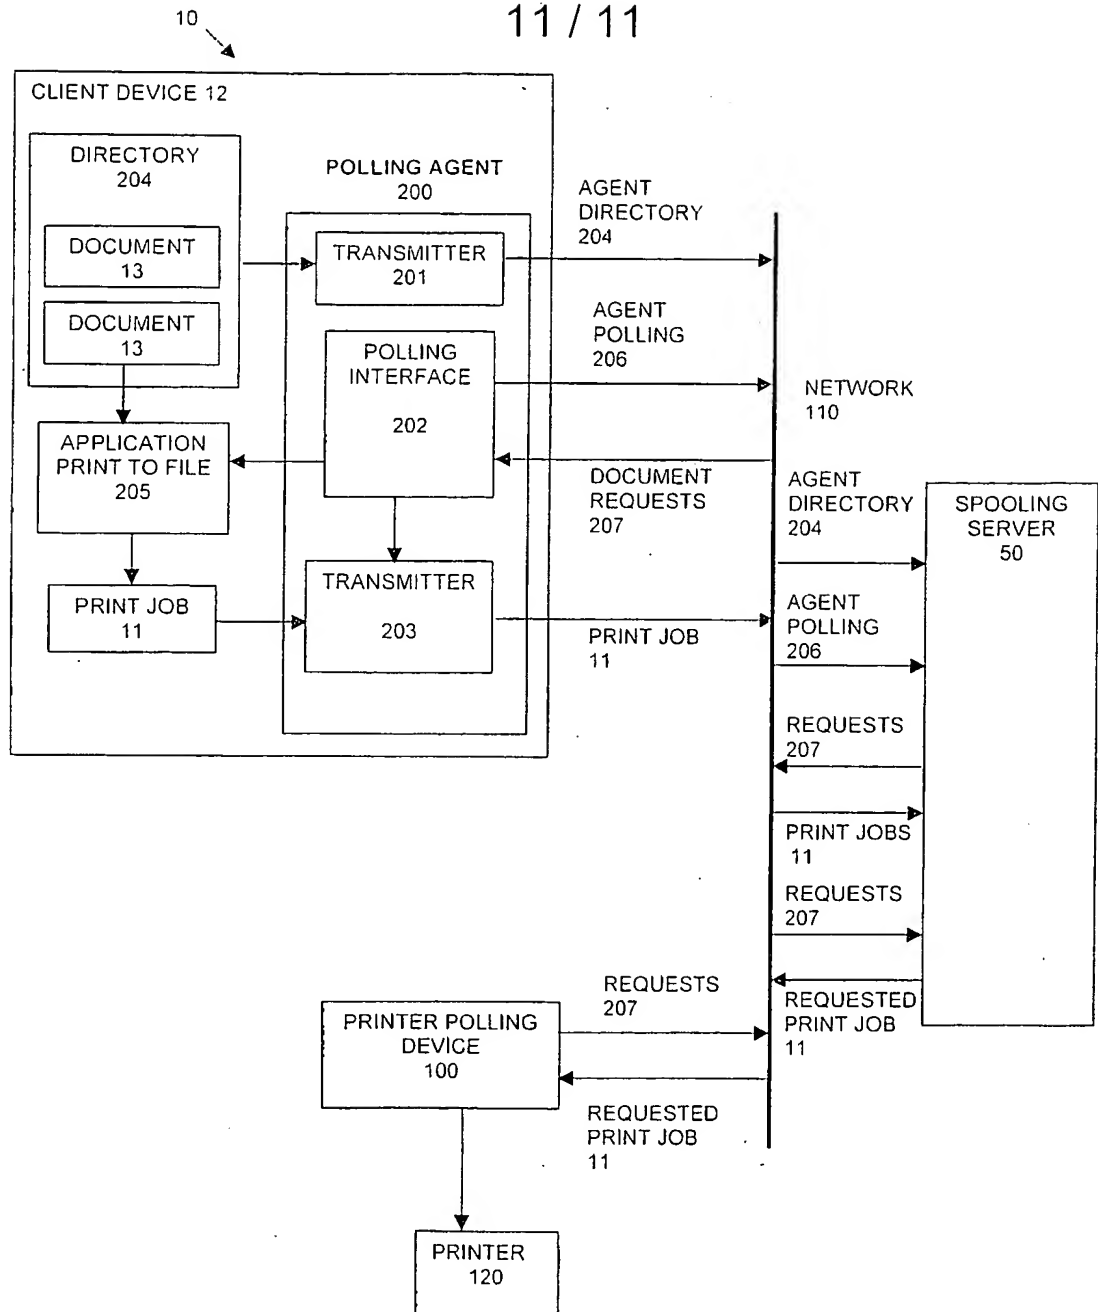 10
11 / 11
CLIENT DEVICE 12
DIRECTORY
204
DOCUMENT
13
DOCUMENT
13
APPLICATION
PRINT TO FILE
205
PRINT JOB
11
POLLING AGENT
200
TRANSMITTER
201
POLLING
INTERFACE
202
TRANSMITTER
203
AGENT
DIRECTORY
204
AGENT
POLLING
206
DOCUMENT
REQUESTS
207
PRINT JOB
11
NETWORK
110
AGENT
DIRECTORY
204
AGENT
POLLING
206
REQUESTS
207
PRINT JOBS
11
REQUESTS
207
REQUESTED
PRINT JOB
11
SPOOLING
SERVER
50
PRINTER POLLING
DEVICE
100
REQUESTS
207
REQUESTED
PRINT JOB
11
PRINTER
120